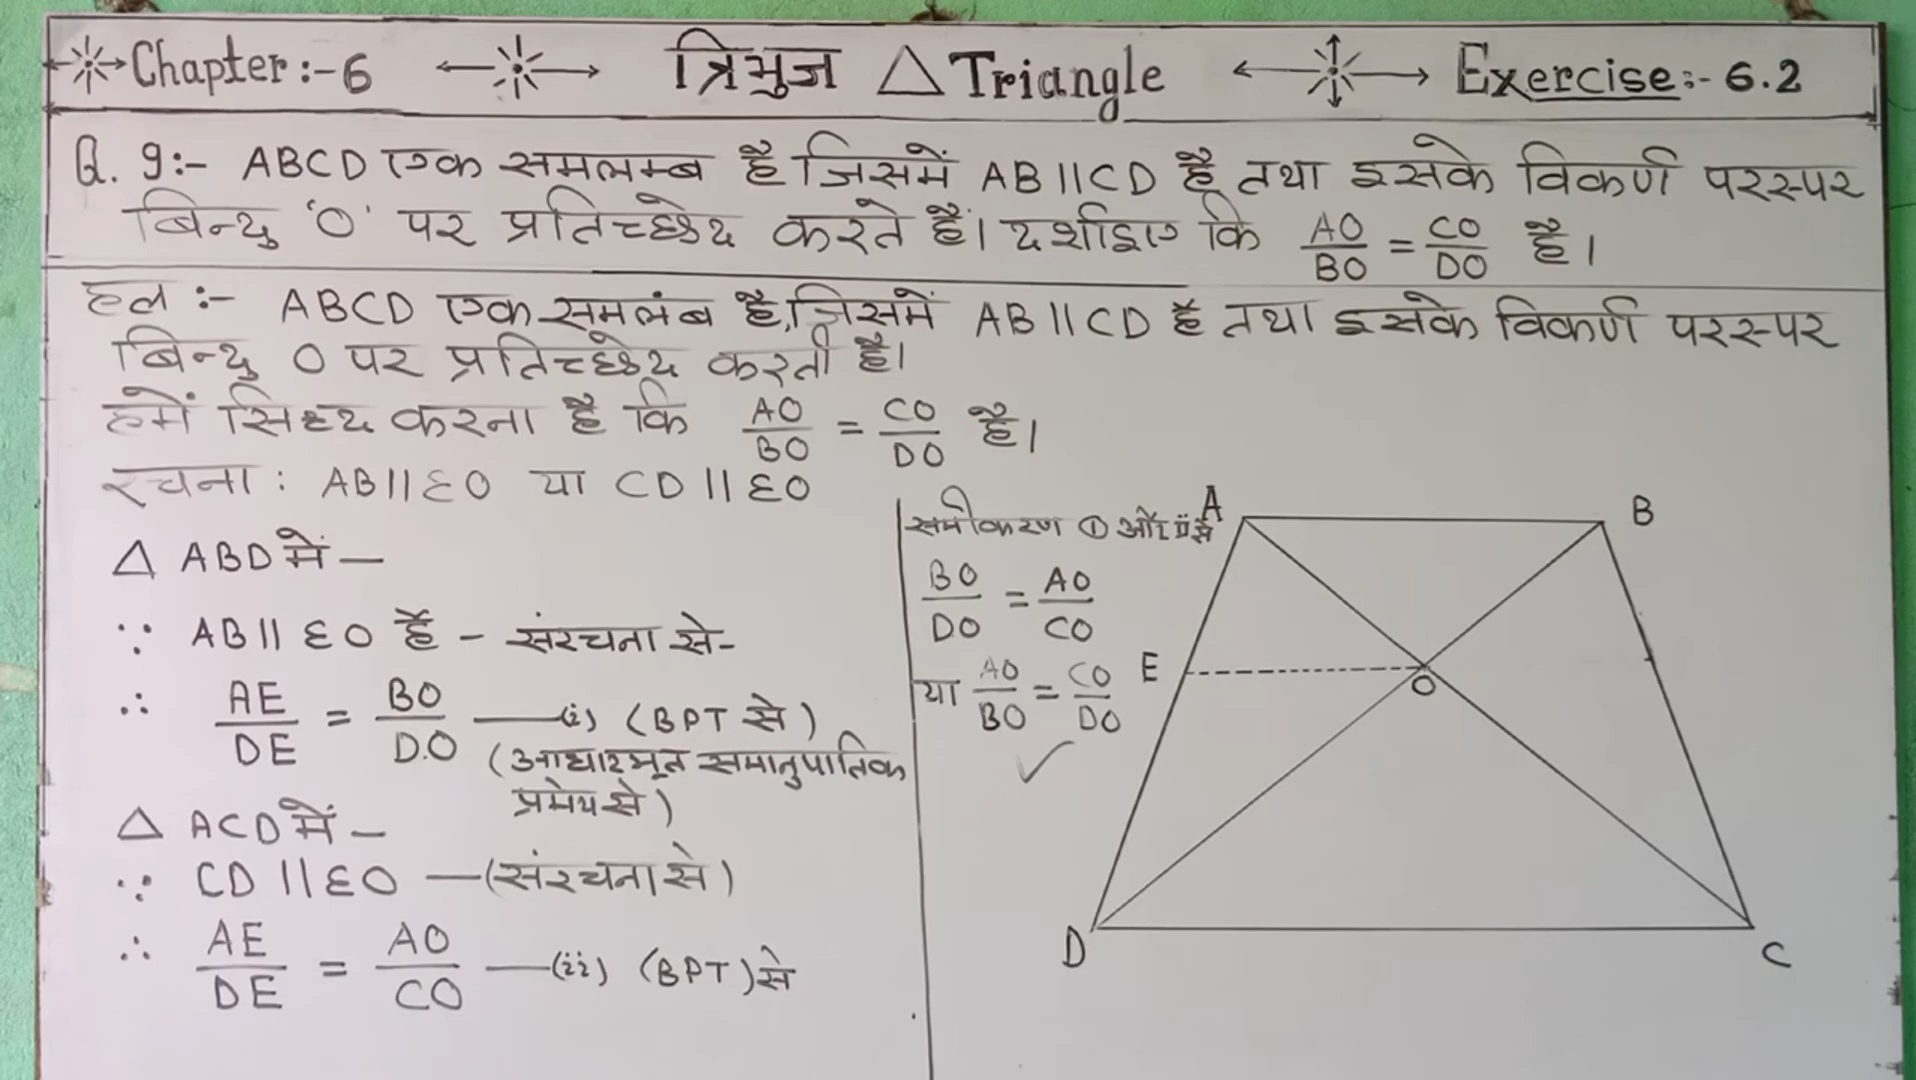 Chapter :- 6 त्रिभुज △ Triangle Exercise :- 6.2
Q. 9:- ABCD एक समलम्ब है जिसमें AB||CD है तथा इसके विकर्ण परस्पर
बिन्दु 'O' पर प्रतिच्छेद करते हैं। दर्शाइए कि AO/BO = CO/DO है।
हल :- ABCD एक समलंब है, जिसमें AB||CD है तथा इसके विकर्ण परस्पर
बिन्दु O पर प्रतिच्छेद करती है।
हमें सिद्ध करना है कि AO/BO = CO/DO है।
रचना : AB||EO या CD||EO
△ ABD में —
∵ AB||EO है - संरचना से-
∴ AE/DE = BO/D.O —(i) (BPT से)
(आधारभूत समानुपातिक
प्रमेय से)
△ ACD में —
∵ CD||EO —(संरचना से)
∴ AE/DE = AO/CO —(ii) (BPT) से
समीकरण ① और ii से
BO/DO = AO/CO
या AO/BO = CO/DO
A B
E O
D C